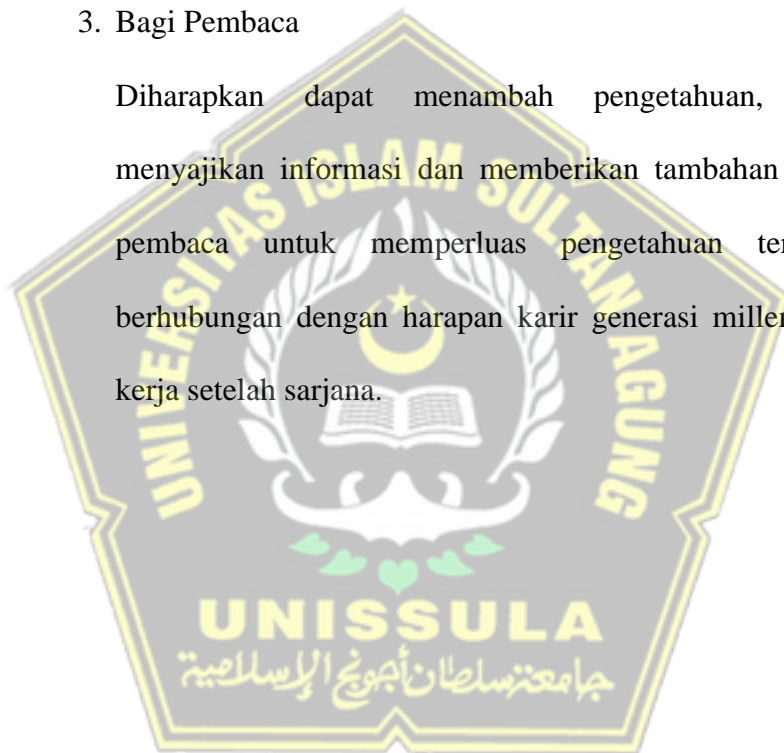 3. Bagi Pembaca
Diharapkan dapat menambah pengetahuan,
menyajikan informasi dan memberikan tambahan
pembaca untuk memperluas pengetahuan
berhubungan dengan harapan karir generasi
kerja setelah sarjana.
UNIVERSITAS ISLAM SULTAN AGUNG
UNISSULA
جامعة سلطان أجونج الإسلامية